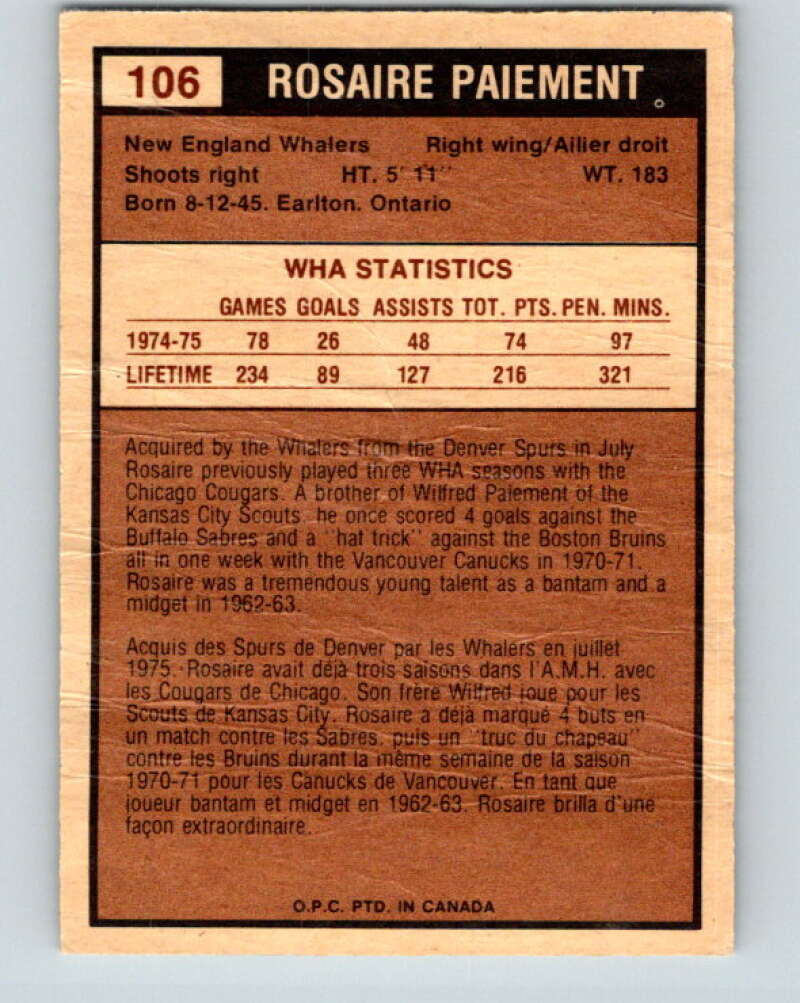 106 ROSAIRE PAIEMENT
New England Whalers Right wing/Ailier droit
Shoots right HT. 5' 11" WT. 183
Born 8-12-45. Earlton. Ontario
WHA STATISTICS
GAMES GOALS ASSISTS TOT. PTS. PEN. MINS.
1974-75 78 26 48 74 97
LIFETIME 234 89 127 216 321
Acquired by the Whalers from the Denver Spurs in July
Rosaire previously played three WHA seasons with the
Chicago Cougars. A brother of Wilfred Paiement of the
Kansas City Scouts he once scored 4 goals against the
Buffalo Sabres and a "hat trick" against the Boston Bruins
all in one week with the Vancouver Canucks in 1970-71.
Rosaire was a tremendous young talent as a bantam and a
midget in 1962-63.
Acquis des Spurs de Denver par les Whalers en juillet
1975. Rosaire avait déjà trois saisons dans l'A.M.H. avec
les Cougars de Chicago. Son frère Wilfred joue pour les
Scouts de Kansas City. Rosaire a déjà marqué 4 buts en
un match contre les Sabres, puis un "truc du chapeau"
contre les Bruins durant la même semaine de la saison
1970-71 pour les Canucks de Vancouver. En tant que
joueur bantam et midget en 1962-63. Rosaire brilla d'une
façon extraordinaire.
O.P.C. PTD. IN CANADA